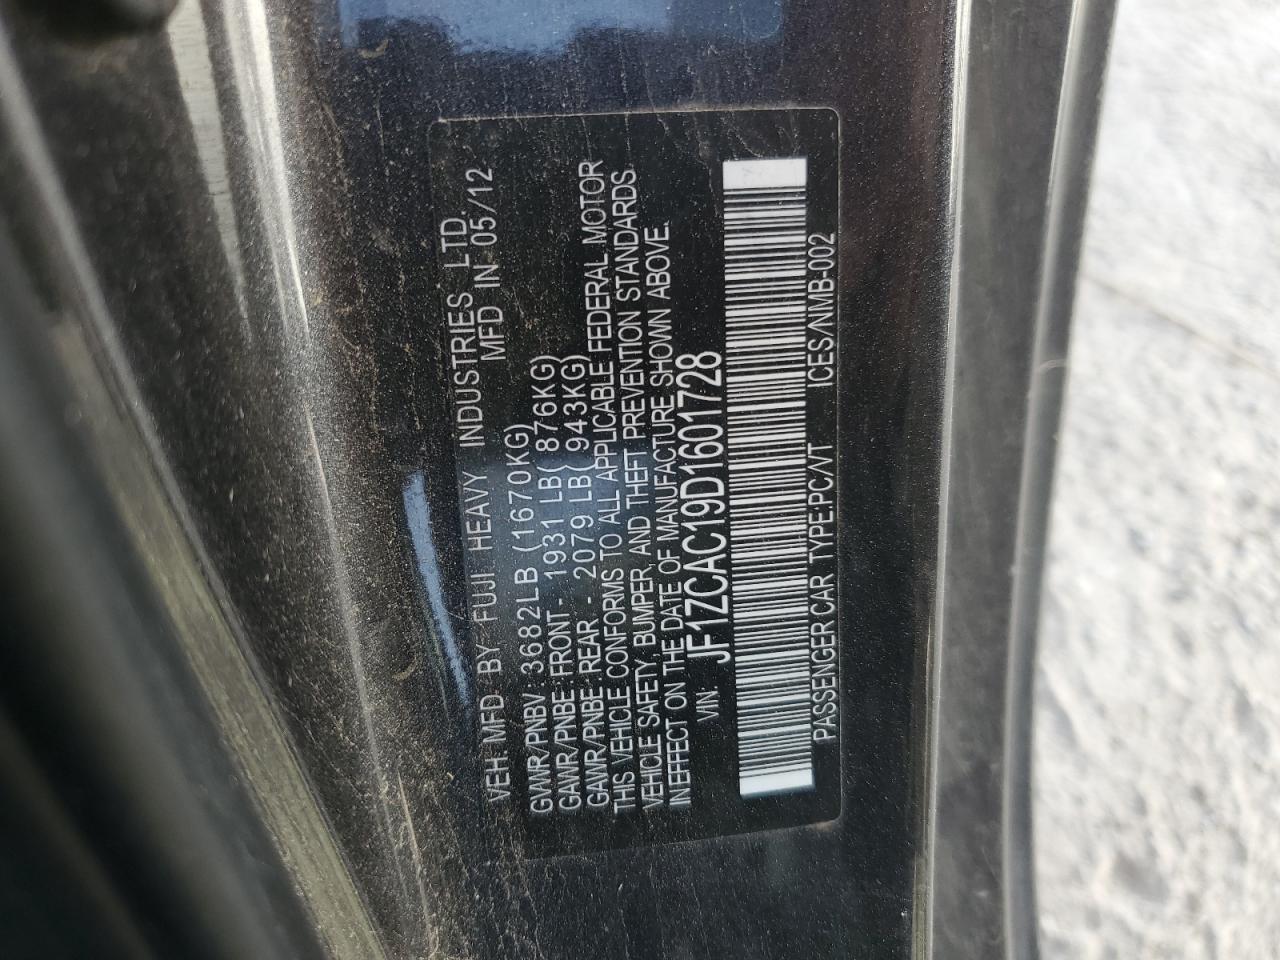 VEH MFD BY FUJI HEAVY INDUSTRIES LTD.
MFD IN 05/12
GVWR/PNBV: 3682LB (1670KG)
GAWR/PNBE FRONT- 1931 LB( 876KG)
GAWR/PNBE REAR - 2079 LB( 943KG)
THIS VEHICLE CONFORMS TO ALL APPLICABLE FEDERAL MOTOR
VEHICLE SAFETY, BUMPER, AND THEFT PREVENTION STANDARDS
IN EFFECT ON THE DATE OF MANUFACTURE SHOWN ABOVE.
VIN. JF1ZCAC19D1601728
PASSENGER CAR TYPE:PC/VT ICES/NMB-002